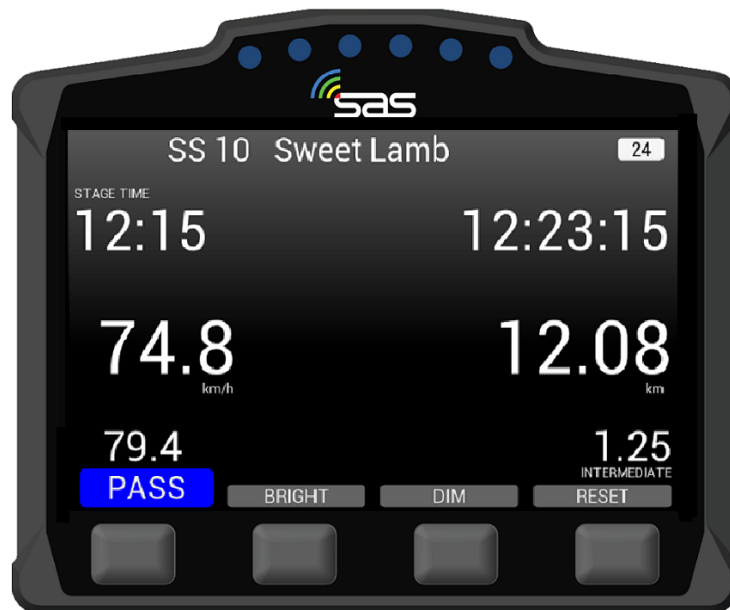 sas
SS 10 Sweet Lamb 24
STAGE TIME
12:15 12:23:15
74.8 12.08
km/h km
79.4 1.25
INTERMEDIATE
PASS BRIGHT DIM RESET